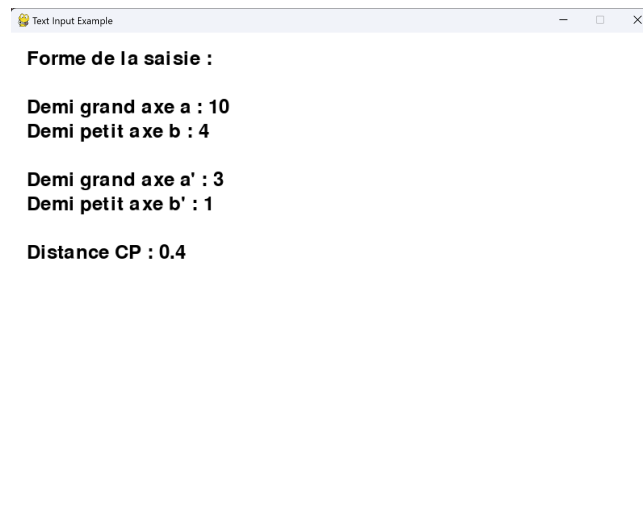 Text Input Example
Forme de la saisie :
Demi grand axe a : 10
Demi petit axe b : 4
Demi grand axe a' : 3
Demi petit axe b' : 1
Distance CP : 0.4